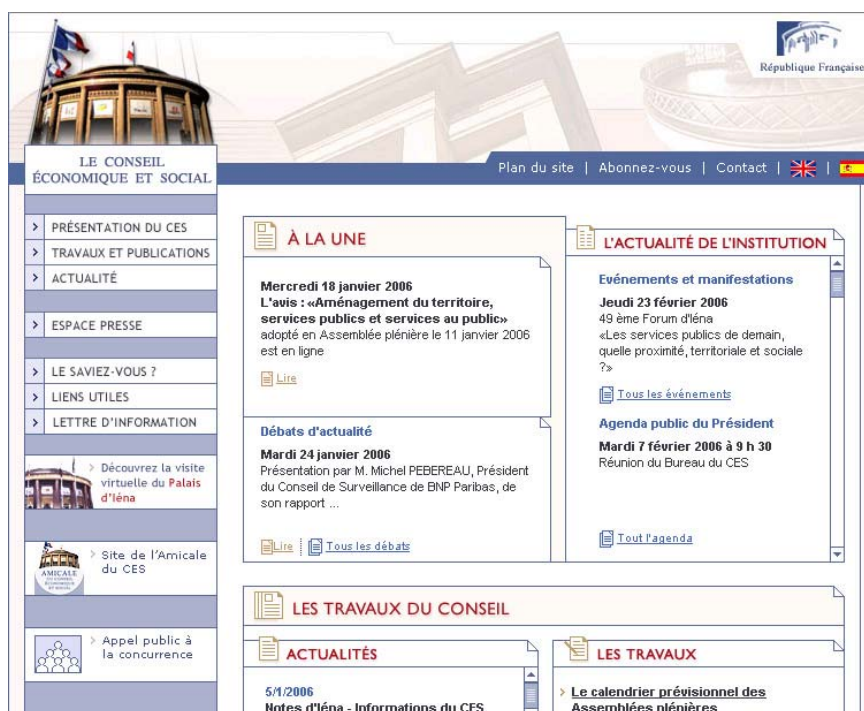 République Française
LE CONSEIL
ÉCONOMIQUE ET SOCIAL
Plan du site | Abonnez-vous | Contact | |
PRÉSENTATION DU CES
TRAVAUX ET PUBLICATIONS
ACTUALITÉ
ESPACE PRESSE
LE SAVIEZ-VOUS ?
LIENS UTILES
LETTRE D'INFORMATION
Découvrez la visite
virtuelle du Palais
d'Iéna
AMICALE
Site de l'Amicale
du CES
Appel public à
la concurrence
À LA UNE
Mercredi 18 janvier 2006
L'avis : «Aménagement du territoire,
services publics et services au public»
adopté en Assemblée plénière le 11 janvier 2006
est en ligne
Lire
Débats d'actualité
Mardi 24 janvier 2006
Présentation par M. Michel PEBEREAU, Président
du Conseil de Surveillance de BNP Paribas, de
son rapport ...
Lire Tous les débats
L'ACTUALITÉ DE L'INSTITUTION
Evénements et manifestations
Jeudi 23 février 2006
49 ème Forum d'Iéna
«Les services publics de demain,
quelle proximité, territoriale et sociale
?»
Tous les événements
Agenda public du Président
Mardi 7 février 2006 à 9 h 30
Réunion du Bureau du CES
Tout l'agenda
LES TRAVAUX DU CONSEIL
ACTUALITÉS
5/1/2006
Notes d'Iéna - Informations du CES
LES TRAVAUX
Le calendrier prévisionnel des
Assemblées plénières